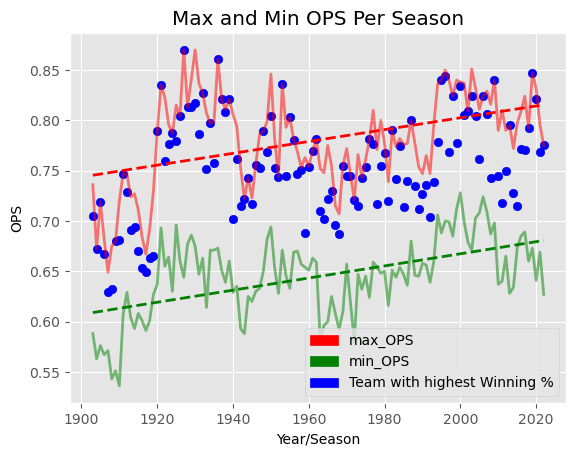 Max and Min OPS Per Season
OPS
0.85
0.80
0.75
0.70
0.65
0.60
0.55
max_OPS
min_OPS
Team with highest Winning %
1900 1920 1940 1960 1980 2000 2020
Year/Season